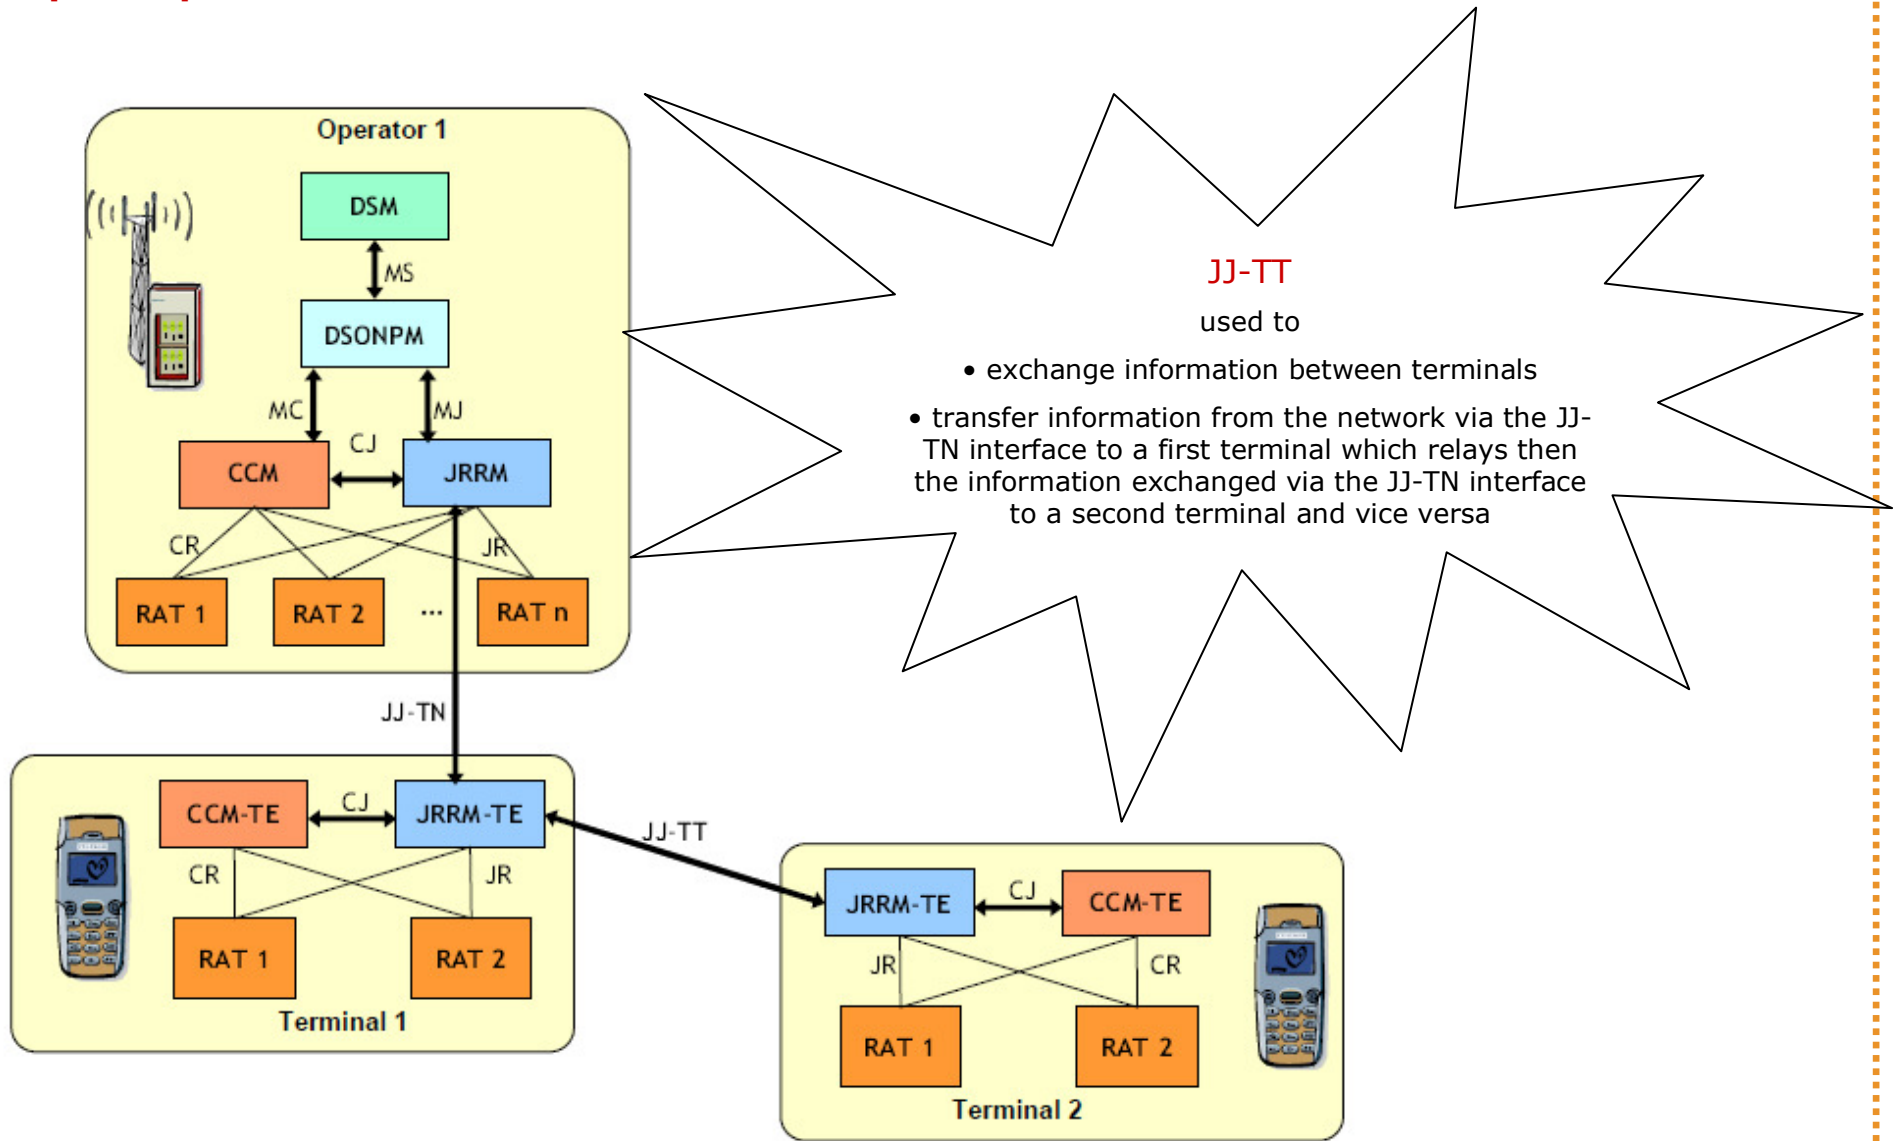 Operator 1
DSM
MS
DSONPM
MC
MJ
CJ
CCM
JRRM
CR
JR
RAT 1
RAT 2
...
RAT n
JJ-TT
used to
• exchange information between terminals
• transfer information from the network via the JJ-
TN interface to a first terminal which relays then
the information exchanged via the JJ-TN interface
to a second terminal and vice versa
JJ-TN
CCM-TE
CJ
JRRM-TE
CR
JR
RAT 1
RAT 2
Terminal 1
JJ-TT
JRRM-TE
CJ
CCM-TE
JR
CR
RAT 1
RAT 2
Terminal 2